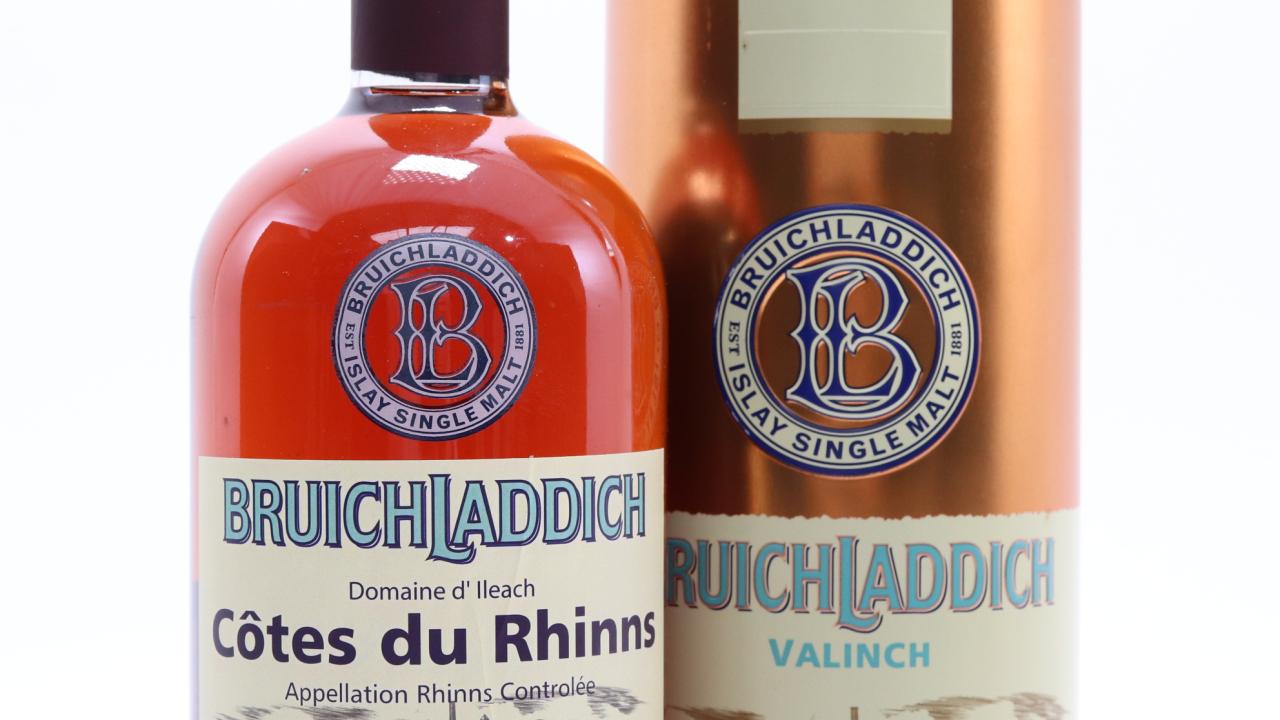 BRUICHLADDICH
EST 1881
ISLAY SINGLE MALT
BRUICHLADDICH
Domaine d' Ileach
Côtes du Rhinns
Appellation Rhinns Controlée
BRUICHLADDICH
EST 1881
ISLAY SINGLE MALT
RUICHLADDICH
VALINCH